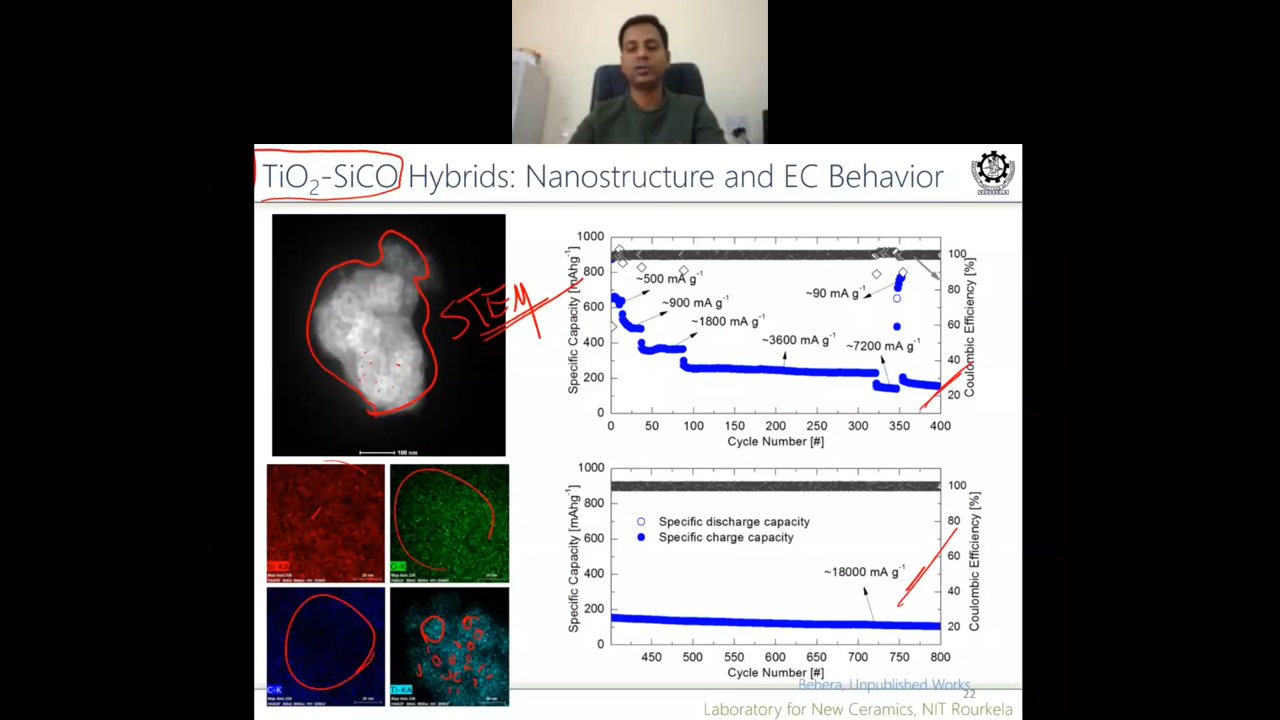 TiO₂-SiCO Hybrids: Nanostructure and EC Behavior
STEM
100 nm
Si-KA
O-K
C-K
Ti-KA
1000
800
600
400
200
0
Specific Capacity [mAhg⁻¹]
~500 mA g⁻¹
~900 mA g⁻¹
~1800 mA g⁻¹
~3600 mA g⁻¹
~90 mA g⁻¹
~7200 mA g⁻¹
100
80
60
40
20
Coulombic Efficiency [%]
0 50 100 150 200 250 300 350 400
Cycle Number [#]
1000
800
600
400
200
0
Specific Capacity [mAhg⁻¹]
Specific discharge capacity
Specific charge capacity
~18000 mA g⁻¹
100
80
60
40
20
Coulombic Efficiency [%]
450 500 550 600 650 700 750 800
Cycle Number [#]
Behera, Unpublished Works
22
Laboratory for New Ceramics, NIT Rourkela